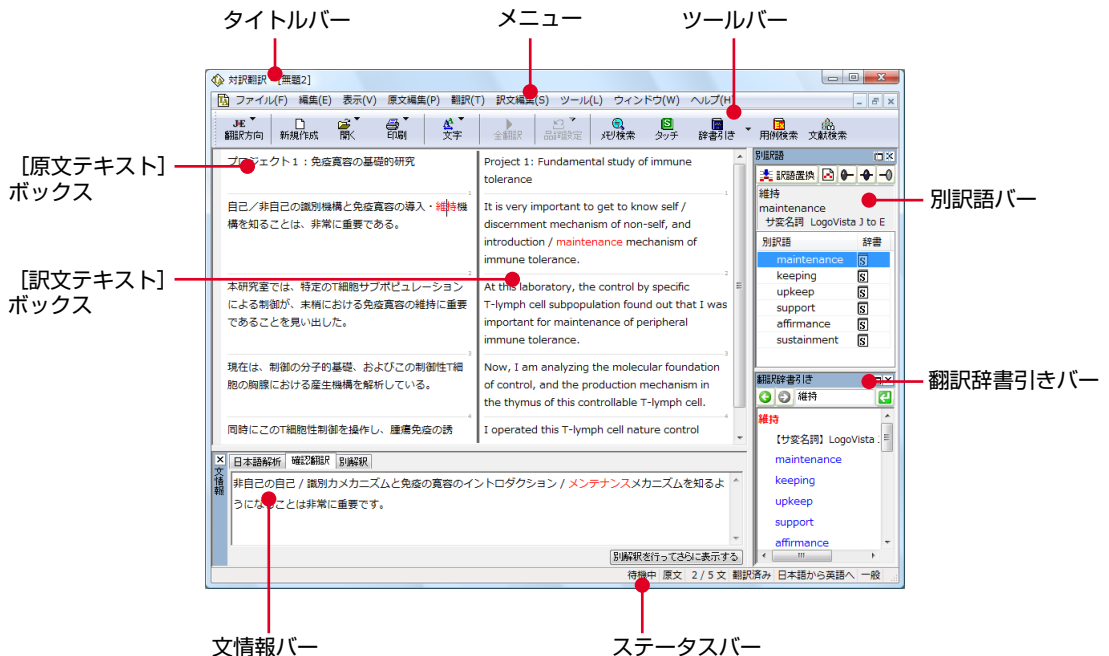 タイトルバー
メニュー
ツールバー
対訳翻訳 - [無題2]
ファイル(F) 編集(E) 表示(V) 原文編集(P) 翻訳(T) 訳文編集(S) ツール(L) ウィンドウ(W) ヘルプ(H)
J›E
翻訳方向 新規作成 開く 印刷 文字 全翻訳 品詞設定 メモリ検索 タッチ 辞書引き 用例検索 文献検索
[原文テキスト]
ボックス
プロジェクト1：免疫寛容の基礎的研究
Project 1: Fundamental study of immune
tolerance
1
1
自己／非自己の識別機構と免疫寛容の導入・維持機
構を知ることは、非常に重要である。
It is very important to get to know self /
discernment mechanism of non-self, and
introduction / maintenance mechanism of
immune tolerance.
2
2
[訳文テキスト]
ボックス
本研究室では、特定のT細胞サブポピュレーション
による制御が、末梢における免疫寛容の維持に重要
であることを見い出した。
At this laboratory, the control by specific
T-lymph cell subpopulation found out that I was
important for maintenance of peripheral
immune tolerance.
3
3
現在は、制御の分子的基礎、およびこの制御性T細
胞の胸腺における産生機構を解析している。
Now, I am analyzing the molecular foundation
of control, and the production mechanism in
the thymus of this controllable T-lymph cell.
4
4
同時にこのT細胞性制御を操作し、腫瘍免疫の誘
I operated this T-lymph cell nature control
別訳語
訳語置換
維持
maintenance
サ変名詞 LogoVista J to E
別訳語 辞書
maintenance S
keeping S
upkeep S
support S
affirmance S
sustainment S
別訳語バー
翻訳辞書引き
維持
維持
【サ変名詞】LogoVista .
maintenance
keeping
upkeep
support
affirmance
翻訳辞書引きバー
文情報
日本語解析 確認翻訳 別解釈
非自己の自己 / 識別力メカニズムと免疫の寛容のイントロダクション / メンテナンスメカニズムを知るよ
うになることは非常に重要です。
別解釈を行ってさらに表示する
待機中 原文 2 / 5 文 翻訳済み 日本語から英語へ 一般
文情報バー
ステータスバー